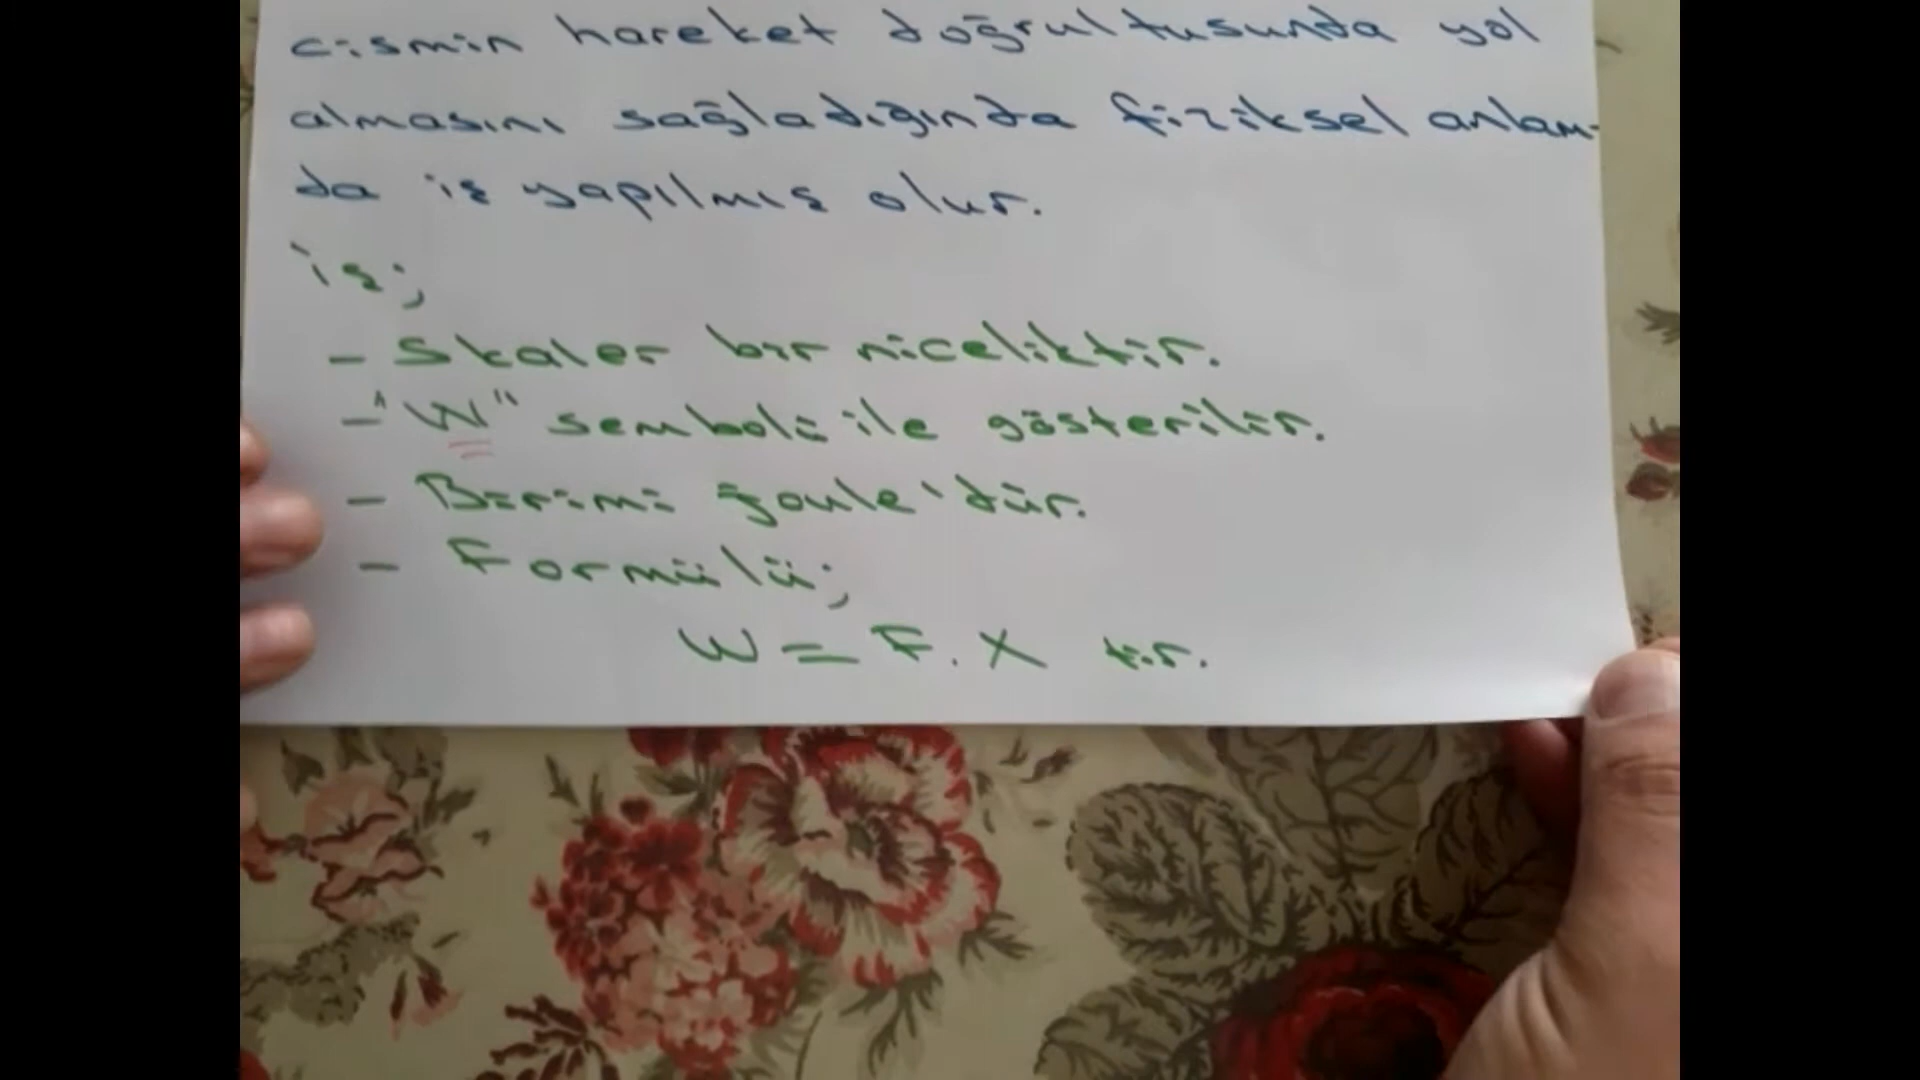 cismin hareket doğrultusunda yol
almasını sağladığında fiziksel anlam-
da iş yapılmış olur.
İş;
- Skaler bir niceliktir.
- "W" sembolü ile gösterilir.
- Birimi joule'dür.
- Formülü;
W = F. X tir.